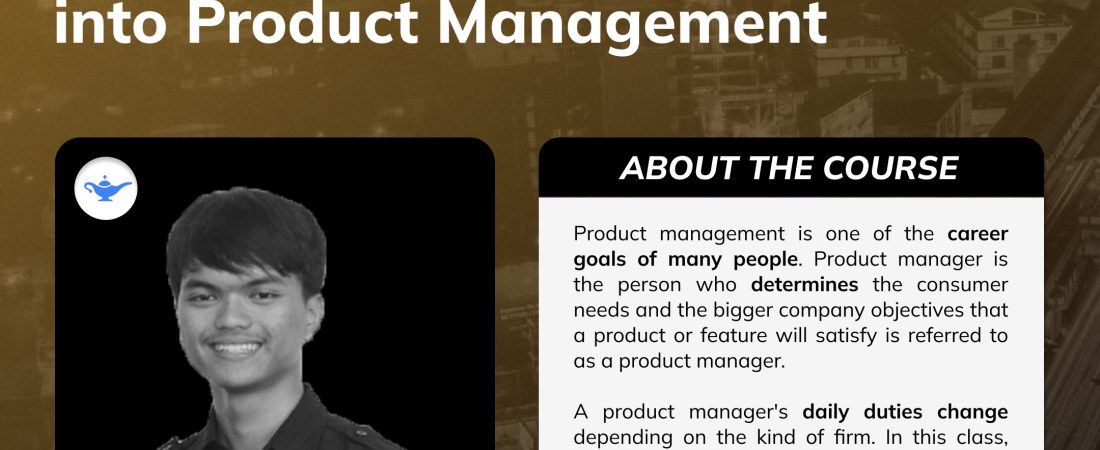 into Product Management
ABOUT THE COURSE
Product management is one of the career
goals of many people. Product manager is
the person who determines the consumer
needs and the bigger company objectives that
a product or feature will satisfy is referred to
as a product manager.
A product manager's daily duties change
depending on the kind of firm. In this class,